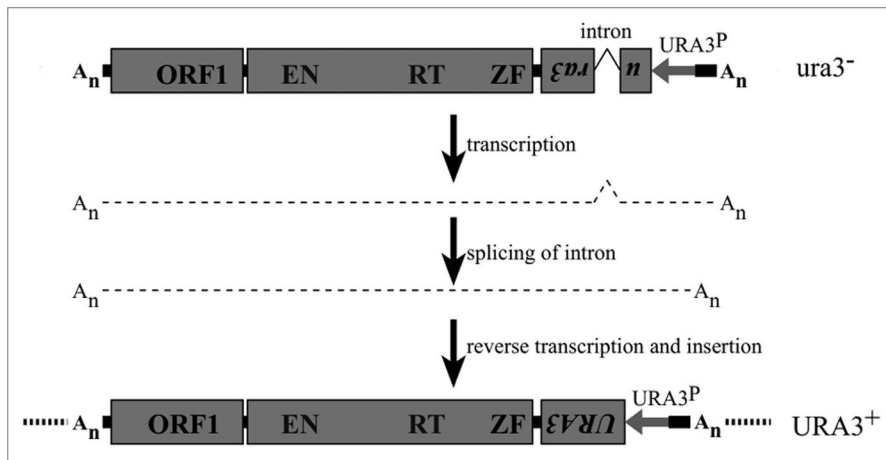 intron
URA3P
An ORF1 EN RT ZF ra3 u An ura3-
transcription
An An
splicing of intron
An An
reverse transcription and insertion
URA3P
An ORF1 EN RT ZF URA3 An URA3+